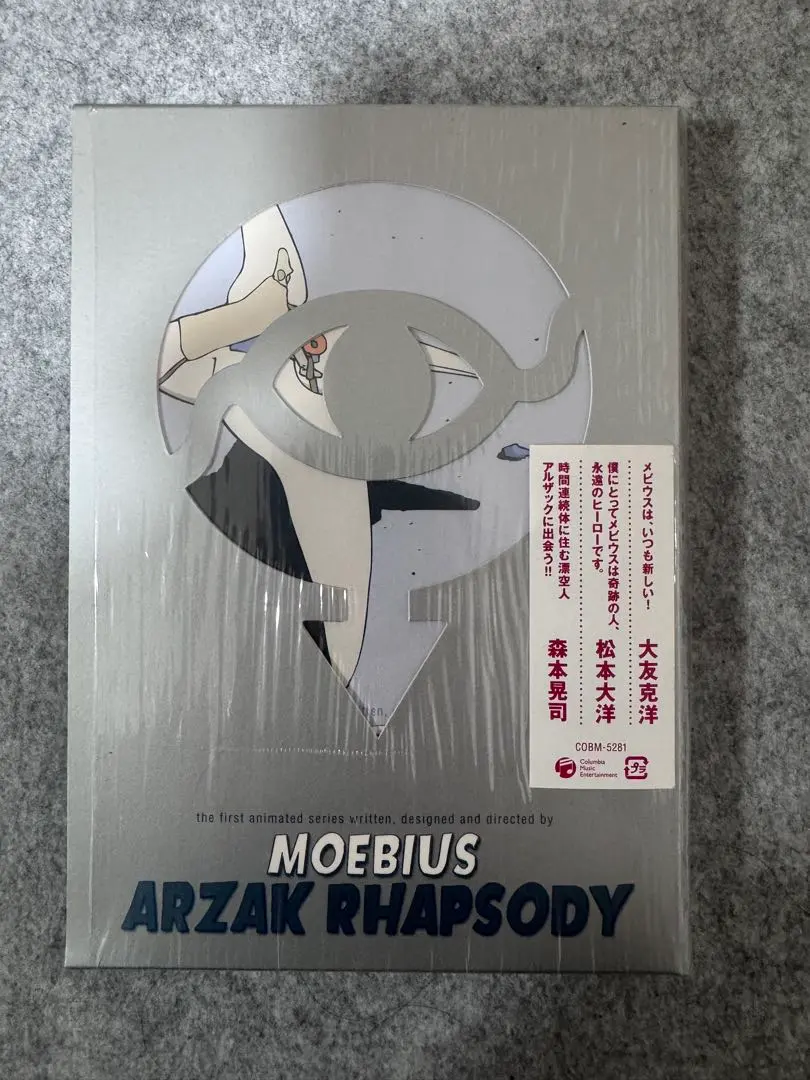 メビウスは、いつも新しい！
大友克洋
僕にとってメビウスは奇跡の人、
永遠のヒーローです。
松本大洋
時間連続体に住む漂空人
アルザックに出会う!!
森本晃司
COBM-5281
Columbia
Music
Entertainment
プラ
the first animated series written, designed and directed by
MOEBIUS
ARZAK RHAPSODY